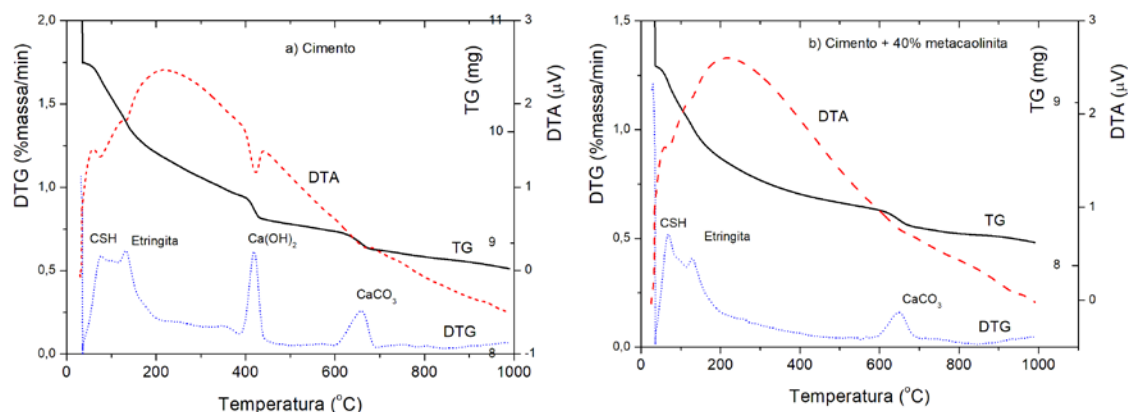 a) Cimento
DTG (%massa/min)
2,0
1,5
1,0
0,5
0,0
TG (mg)
11
10
9
8
DTA (µV)
3
2
1
0
-1
DTA
TG
DTG
CSH
Etringita
Ca(OH)2
CaCO3
0 200 400 600 800 1000
Temperatura (oC)
b) Cimento + 40% metacaolinita
DTG (%massa/min)
1,5
1,0
0,5
0,0
TG (mg)
9
8
DTA (µV)
3
2
1
0
DTA
TG
DTG
CSH
Etringita
CaCO3
0 200 400 600 800 1000
Temperatura (oC)